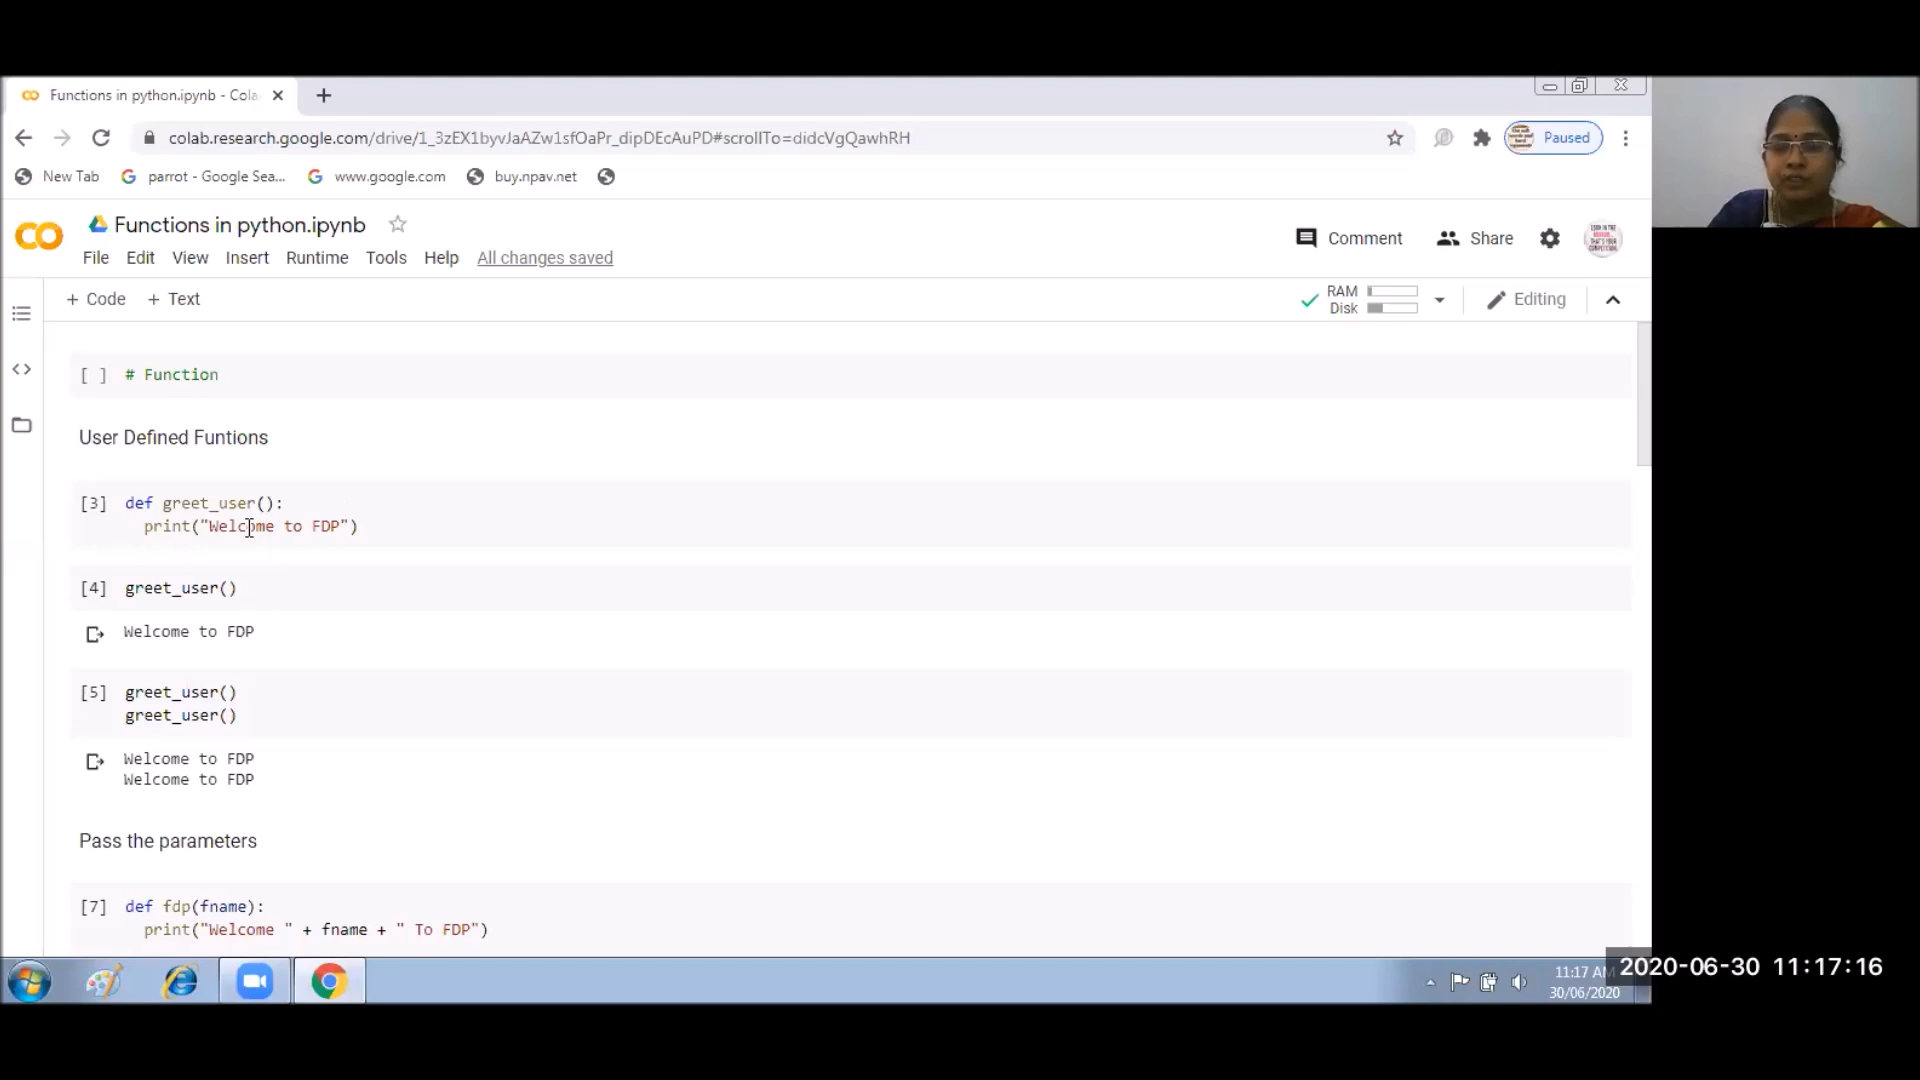 Functions in python.ipynb - Cola
colab.research.google.com/drive/1_3zEX1byvJaAZw1sfOaPr_dipDEcAuPD#scrollTo=didcVgQawhRH
Paused
New Tab
parrot - Google Sea...
www.google.com
buy.npav.net
Functions in python.ipynb
Comment
Share
File Edit View Insert Runtime Tools Help All changes saved
+ Code + Text
RAM
Disk
Editing
[ ] # Function
User Defined Funtions
[3] def greet_user():
print("Welcome to FDP")
[4] greet_user()
Welcome to FDP
[5] greet_user()
greet_user()
Welcome to FDP
Welcome to FDP
Pass the parameters
[7] def fdp(fname):
print("Welcome " + fname + " To FDP")
11:17 AM
30/06/2020
2020-06-30 11:17:16